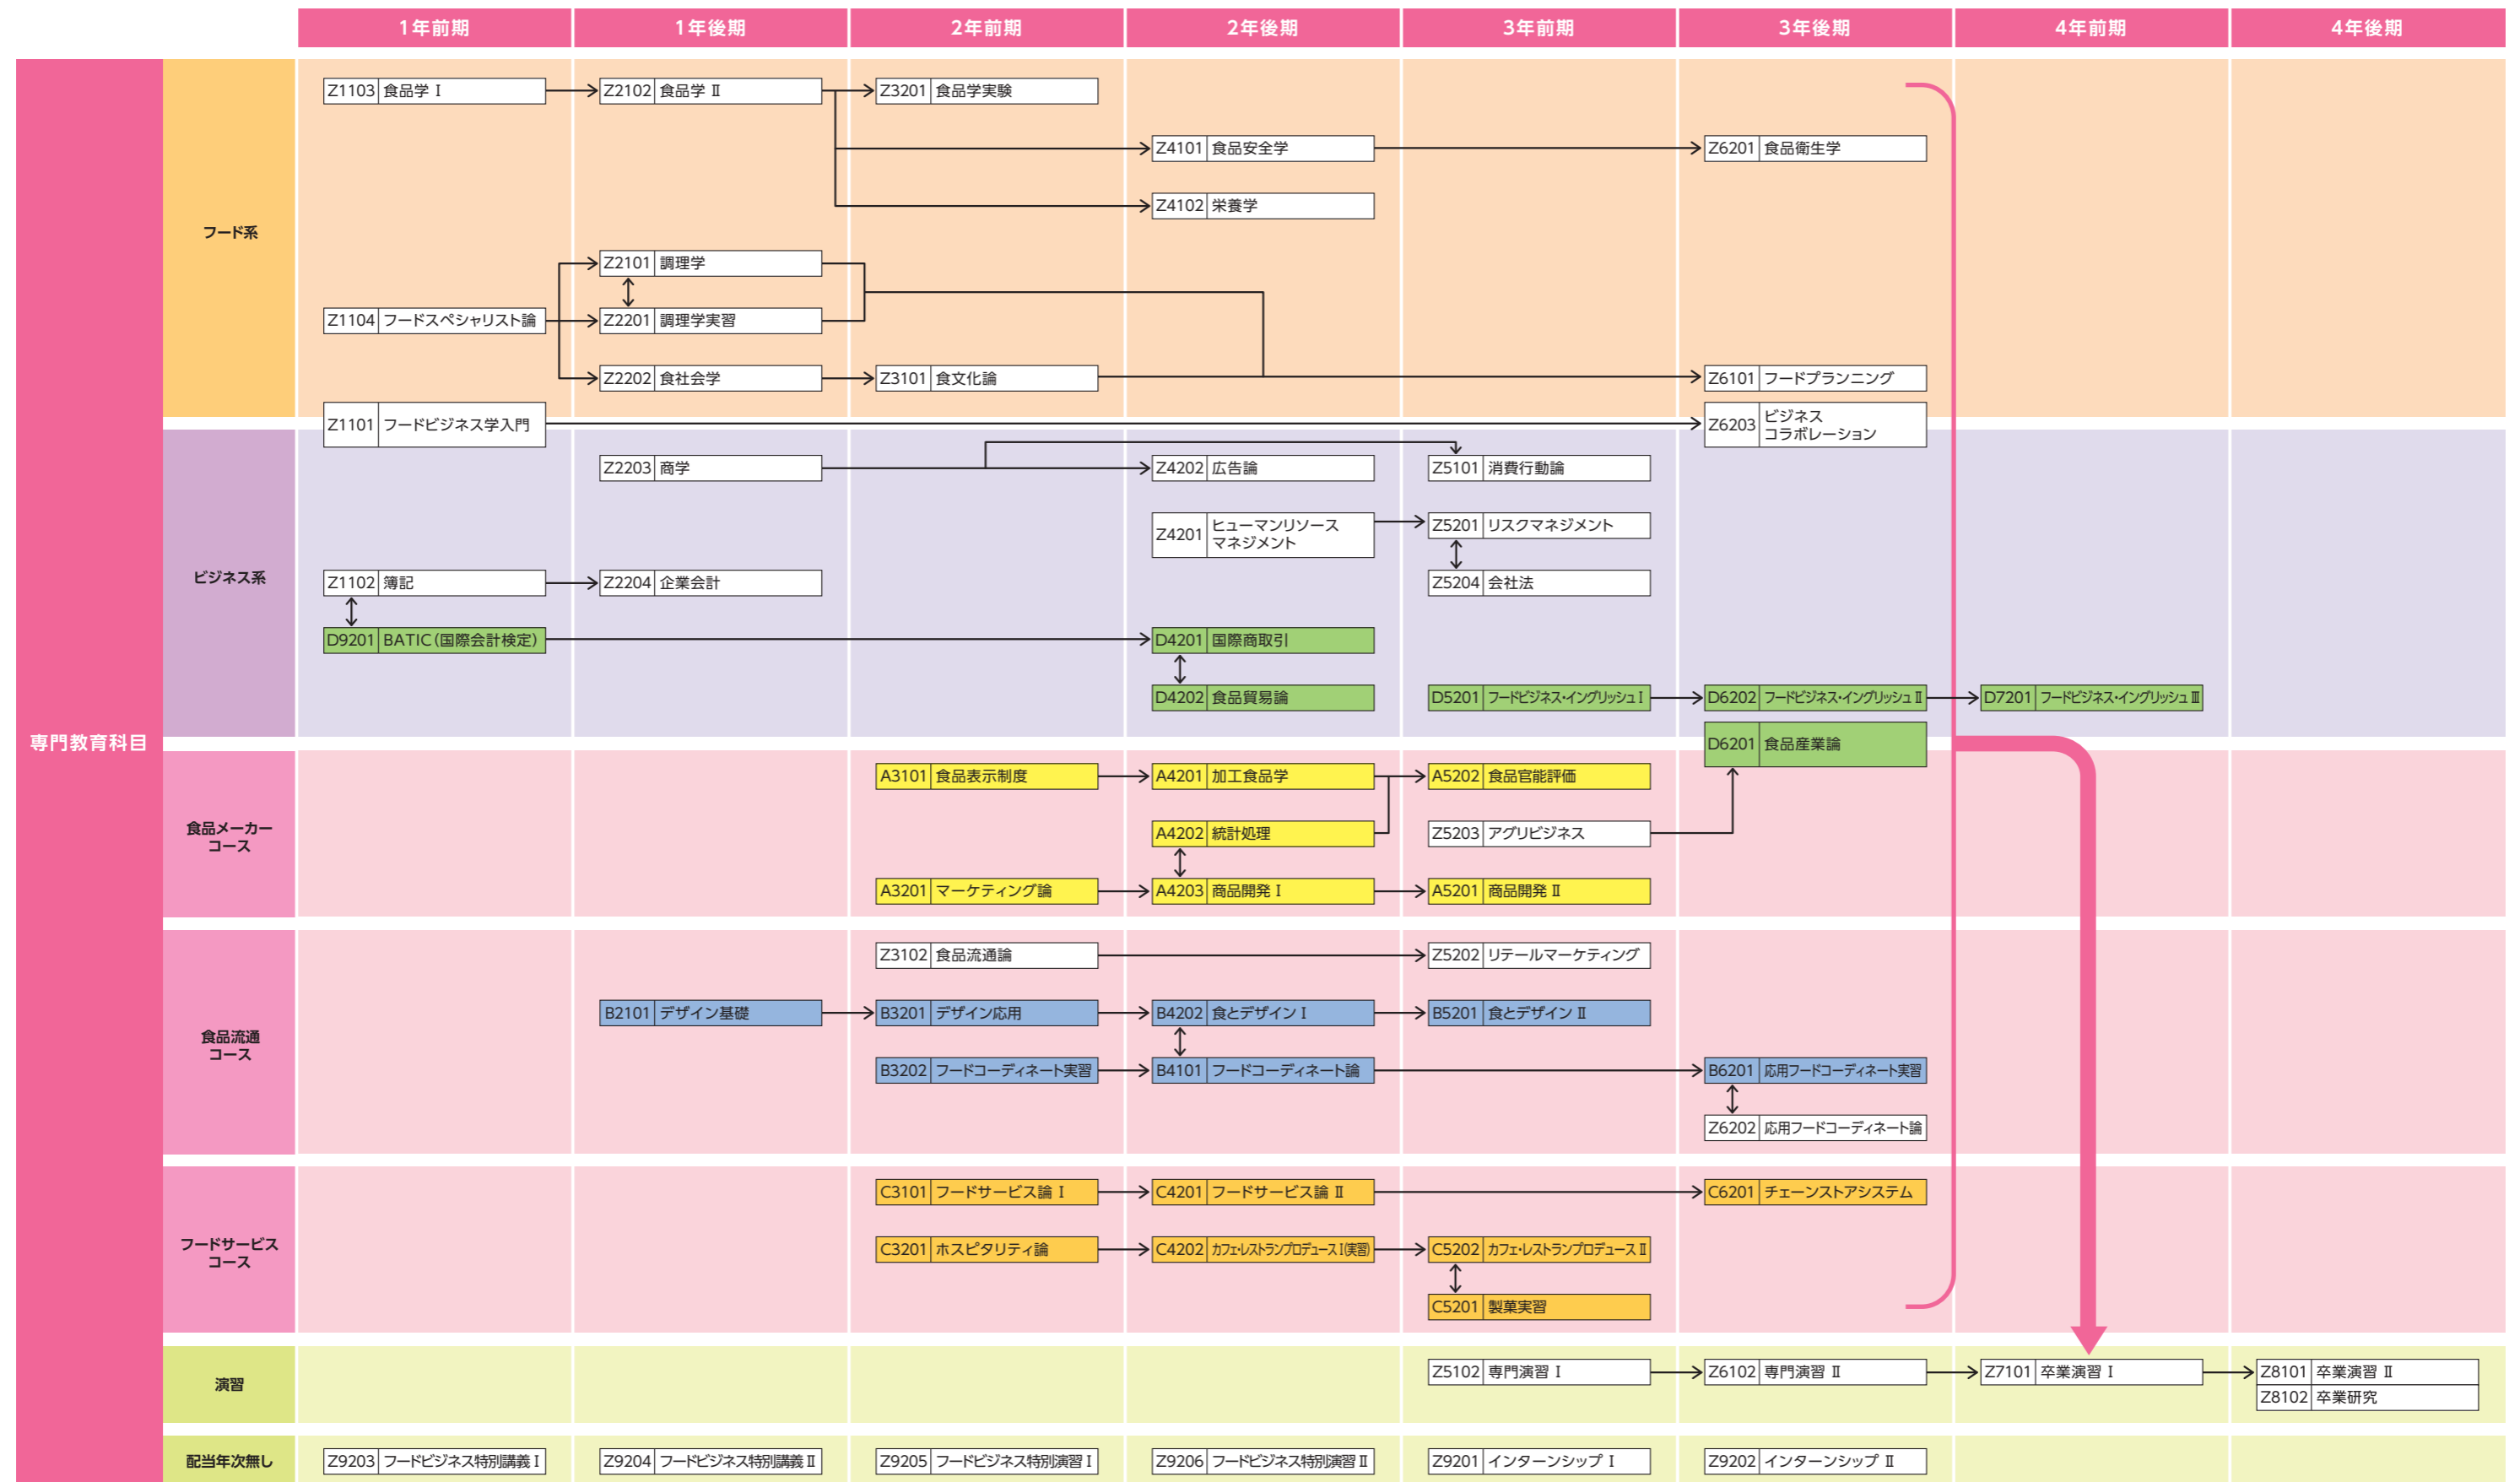 1年前期
1年後期
2年前期
2年後期
3年前期
3年後期
4年前期
4年後期
専門教育科目
フード系
Z1103 食品学 Ⅰ
Z2102 食品学 Ⅱ
Z3201 食品学実験
Z4101 食品安全学
Z6201 食品衛生学
Z4102 栄養学
Z2101 調理学
Z1104 フードスペシャリスト論
Z2201 調理学実習
Z2202 食社会学
Z3101 食文化論
Z6101 フードプランニング
Z1101 フードビジネス学入門
Z6203 ビジネス
コラボレーション
ビジネス系
Z2203 商学
Z4202 広告論
Z5101 消費行動論
Z4201 ヒューマンリソース
マネジメント
Z5201 リスクマネジメント
Z1102 簿記
Z2204 企業会計
Z5204 会社法
D9201 BATIC(国際会計検定)
D4201 国際商取引
D4202 食品貿易論
D5201 フードビジネス・イングリッシュⅠ
D6202 フードビジネス・イングリッシュⅡ
D7201 フードビジネス・イングリッシュⅢ
D6201 食品産業論
食品メーカー
コース
A3101 食品表示制度
A4201 加工食品学
A5202 食品官能評価
A4202 統計処理
Z5203 アグリビジネス
A3201 マーケティング論
A4203 商品開発 Ⅰ
A5201 商品開発 Ⅱ
食品流通
コース
Z3102 食品流通論
Z5202 リテールマーケティング
B2101 デザイン基礎
B3201 デザイン応用
B4202 食とデザイン Ⅰ
B5201 食とデザイン Ⅱ
B3202 フードコーディネート実習
B4101 フードコーディネート論
B6201 応用フードコーディネート実習
Z6202 応用フードコーディネート論
フードサービス
コース
C3101 フードサービス論 Ⅰ
C4201 フードサービス論 Ⅱ
C6201 チェーンストアシステム
C3201 ホスピタリティ論
C4202 カフェ・レストランプロデュースⅠ(実習)
C5202 カフェ・レストランプロデュース Ⅱ
C5201 製菓実習
演習
Z5102 専門演習 Ⅰ
Z6102 専門演習 Ⅱ
Z7101 卒業演習 Ⅰ
Z8101 卒業演習 Ⅱ
Z8102 卒業研究
配当年次無し
Z9203 フードビジネス特別講義Ⅰ
Z9204 フードビジネス特別講義Ⅱ
Z9205 フードビジネス特別演習Ⅰ
Z9206 フードビジネス特別演習Ⅱ
Z9201 インターンシップ Ⅰ
Z9202 インターンシップ Ⅱ